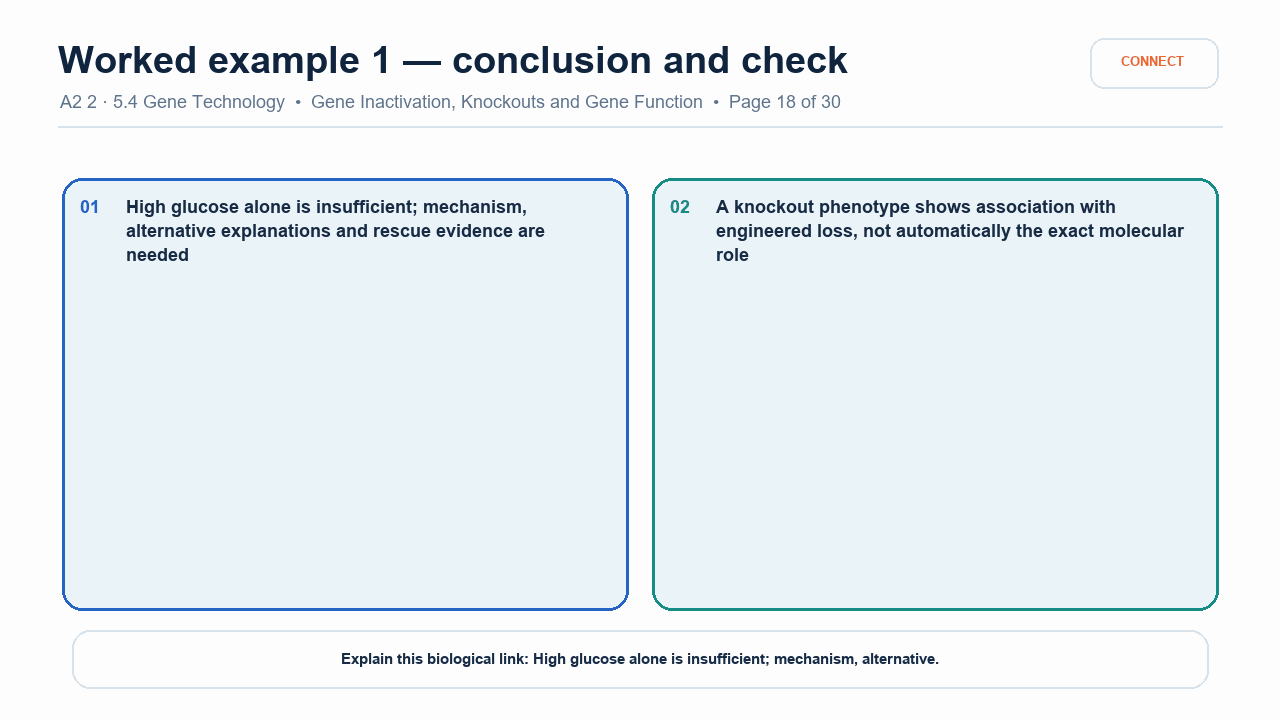 Worked example 1 — conclusion and check
CONNECT
A2 2 · 5.4 Gene Technology • Gene Inactivation, Knockouts and Gene Function • Page 18 of 30
01 High glucose alone is insufficient; mechanism,
alternative explanations and rescue evidence are
needed
02 A knockout phenotype shows association with
engineered loss, not automatically the exact molecular
role
Explain this biological link: High glucose alone is insufficient; mechanism, alternative.